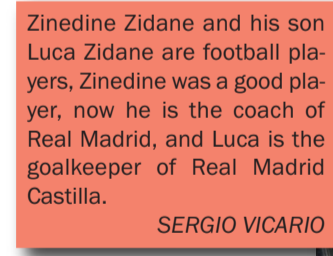 Zinedine Zidane and his son
Luca Zidane are football pla-
yers, Zinedine was a good pla-
yer, now he is the coach of
Real Madrid, and Luca is the
goalkeeper of Real Madrid
Castilla.
SERGIO VICARIO